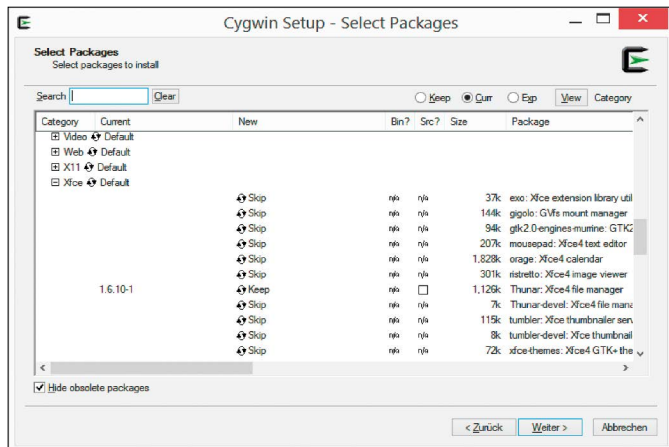 Cygwin Setup - Select Packages
Select Packages
Select packages to install
Search Clear Keep Curr Exp View Category
Category Current New Bin? Src? Size Package
Video Default
Web Default
X11 Default
Xfce Default
Skip n/a n/a 37k exo: Xfce extension library util
Skip n/a n/a 144k gigolo: GVfs mount manager
Skip n/a n/a 94k gtk2.0-engines-murrine: GTK2
Skip n/a n/a 207k mousepad: Xfce4 text editor
Skip n/a n/a 1,828k orage: Xfce4 calendar
Skip n/a n/a 301k ristretto: Xfce4 image viewer
1.6.10-1 Keep n/a 1,126k Thunar: Xfce4 file manager
Skip n/a n/a 7k Thunar-devel: Xfce4 file mana
Skip n/a n/a 115k tumbler: Xfce thumbnailer serv
Skip n/a n/a 8k tumbler-devel: Xfce thumbnail
Skip n/a n/a 72k xfce-themes: Xfce4 GTK+ the
Hide obsolete packages
< Zurück Weiter > Abbrechen